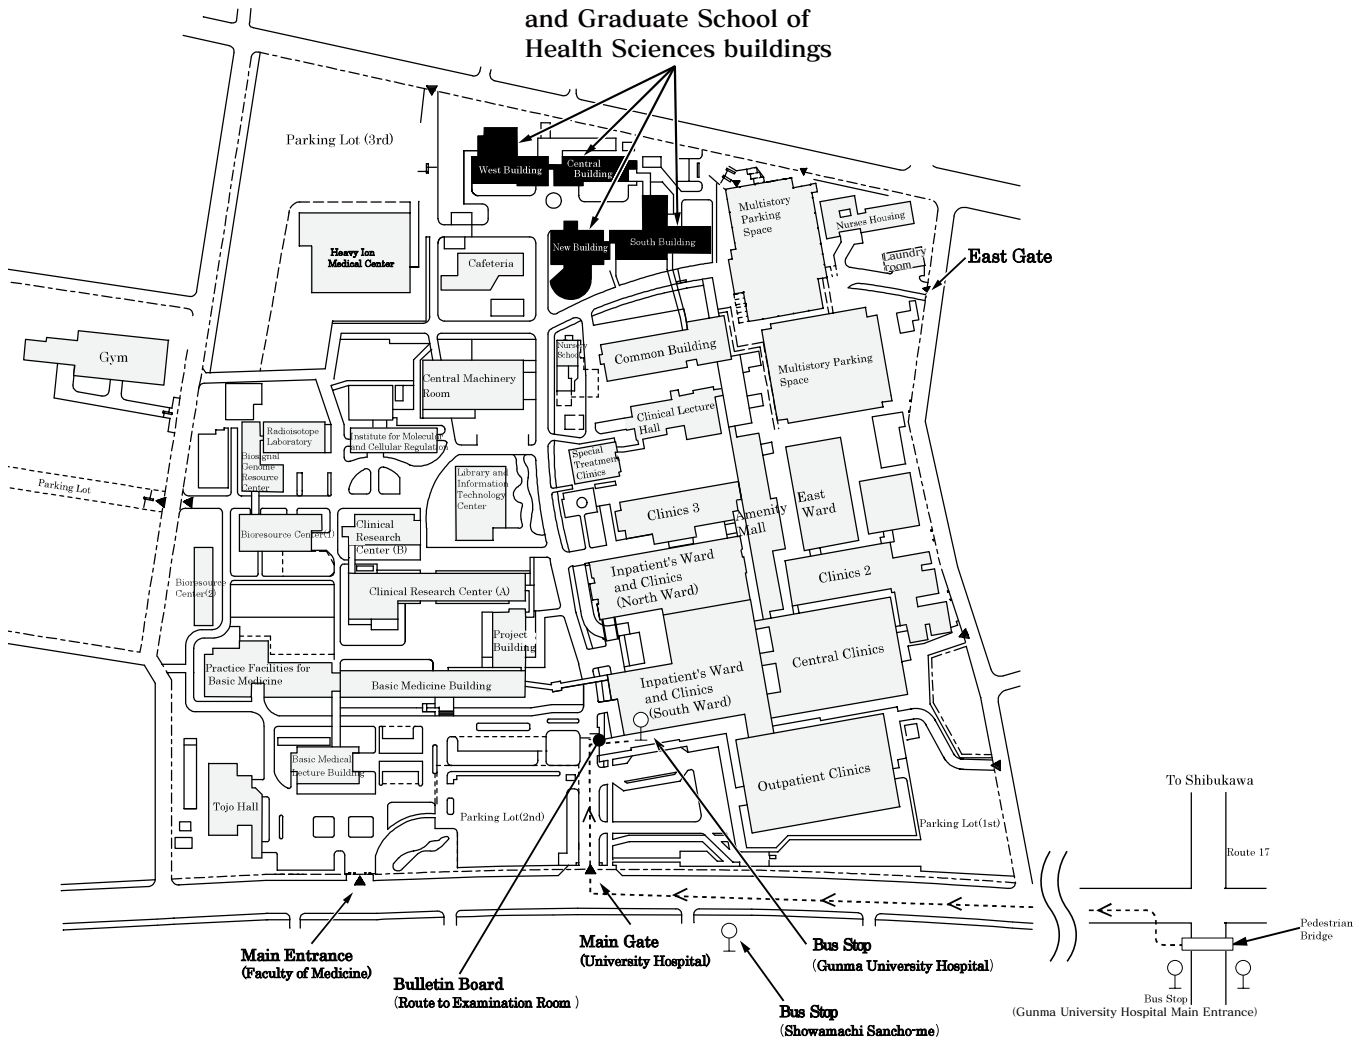 and Graduate School of
Health Sciences buildings
Parking Lot (3rd)
West Building
Central
Building
Multistory
Parking
Space
Nurses Housing
New Building
South Building
Heavy Ion
Medical Center
Cafeteria
Laundry
room
East Gate
Gym
Nursery
School
Common Building
Multistory Parking
Space
Central Machinery
Room
Clinical Lecture
Hall
Radioisotope
Laboratory
Institute for Molecular
and Cellular Regulation
Biosignal
Genome
Resource
Center
Special
Treatment
Clinics
Library and
Information
Technology
Center
Parking Lot
Clinics 3
Amenity
Mall
East
Ward
Bioresource Center(1)
Clinical
Research
Center (B)
Inpatient's Ward
and Clinics
(North Ward)
Clinics 2
Bioresource
Center(2)
Clinical Research Center (A)
Project
Building
Central Clinics
Practice Facilities for
Basic Medicine
Basic Medicine Building
Inpatient's Ward
and Clinics
(South Ward)
Basic Medical
Lecture Building
Outpatient Clinics
To Shibukawa
Tojo Hall
Parking Lot(2nd)
Parking Lot(1st)
Route 17
Pedestrian
Bridge
Main Entrance
(Faculty of Medicine)
Main Gate
(University Hospital)
Bus Stop
(Gunma University Hospital)
Bulletin Board
(Route to Examination Room )
Bus Stop
(Gunma University Hospital Main Entrance)
Bus Stop
(Showamachi Sancho-me)